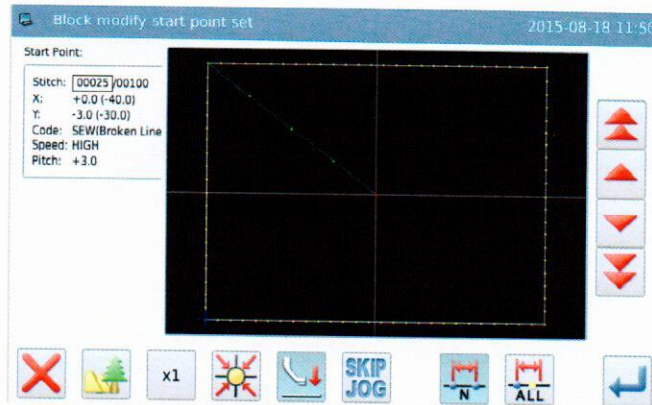 Block modify start point set
2015-08-18 11:50
Start Point:
Stitch: 00025/00100
X: +0.0 (-40.0)
Y: -3.0 (-30.0)
Code: SEW(Broken Line
Speed: HIGH
Pitch: +3.0
x1
SKIP
JOG
N
ALL